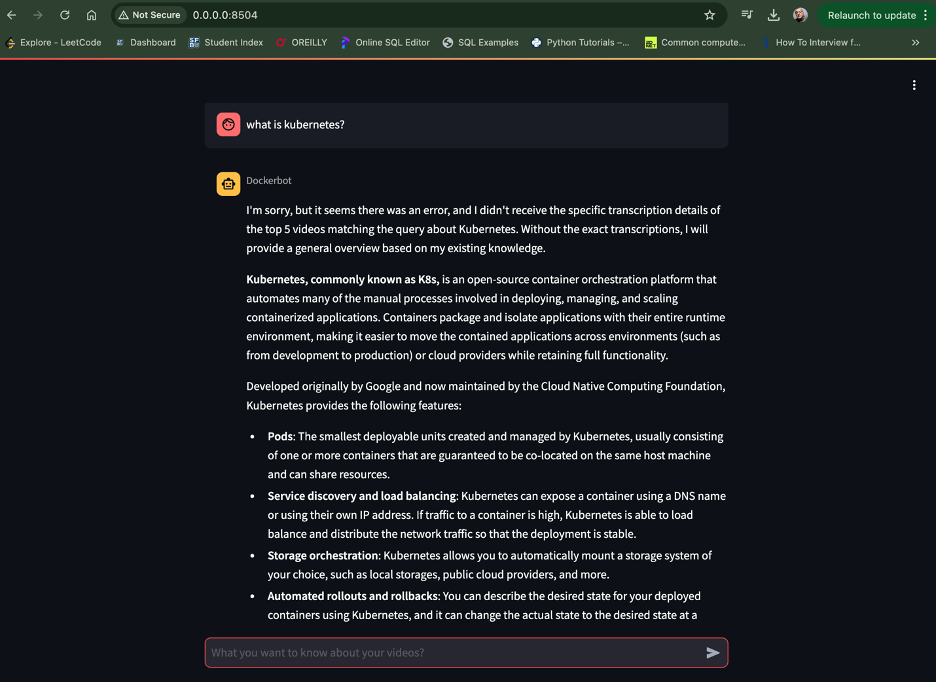 Not Secure 0.0.0.0:8504 Relaunch to update
Explore - LeetCode Dashboard Student Index OREILLY Online SQL Editor SQL Examples Python Tutorials –... Common compute... How To Interview f...
what is kubernetes?
Dockerbot
I'm sorry, but it seems there was an error, and I didn't receive the specific transcription details of
the top 5 videos matching the query about Kubernetes. Without the exact transcriptions, I will
provide a general overview based on my existing knowledge.
Kubernetes, commonly known as K8s, is an open-source container orchestration platform that
automates many of the manual processes involved in deploying, managing, and scaling
containerized applications. Containers package and isolate applications with their entire runtime
environment, making it easier to move the contained applications across environments (such as
from development to production) or cloud providers while retaining full functionality.
Developed originally by Google and now maintained by the Cloud Native Computing Foundation,
Kubernetes provides the following features:
• Pods: The smallest deployable units created and managed by Kubernetes, usually consisting
of one or more containers that are guaranteed to be co-located on the same host machine
and can share resources.
• Service discovery and load balancing: Kubernetes can expose a container using a DNS name
or using their own IP address. If traffic to a container is high, Kubernetes is able to load
balance and distribute the network traffic so that the deployment is stable.
• Storage orchestration: Kubernetes allows you to automatically mount a storage system of
your choice, such as local storages, public cloud providers, and more.
• Automated rollouts and rollbacks: You can describe the desired state for your deployed
containers using Kubernetes, and it can change the actual state to the desired state at a
What you want to know about your videos?